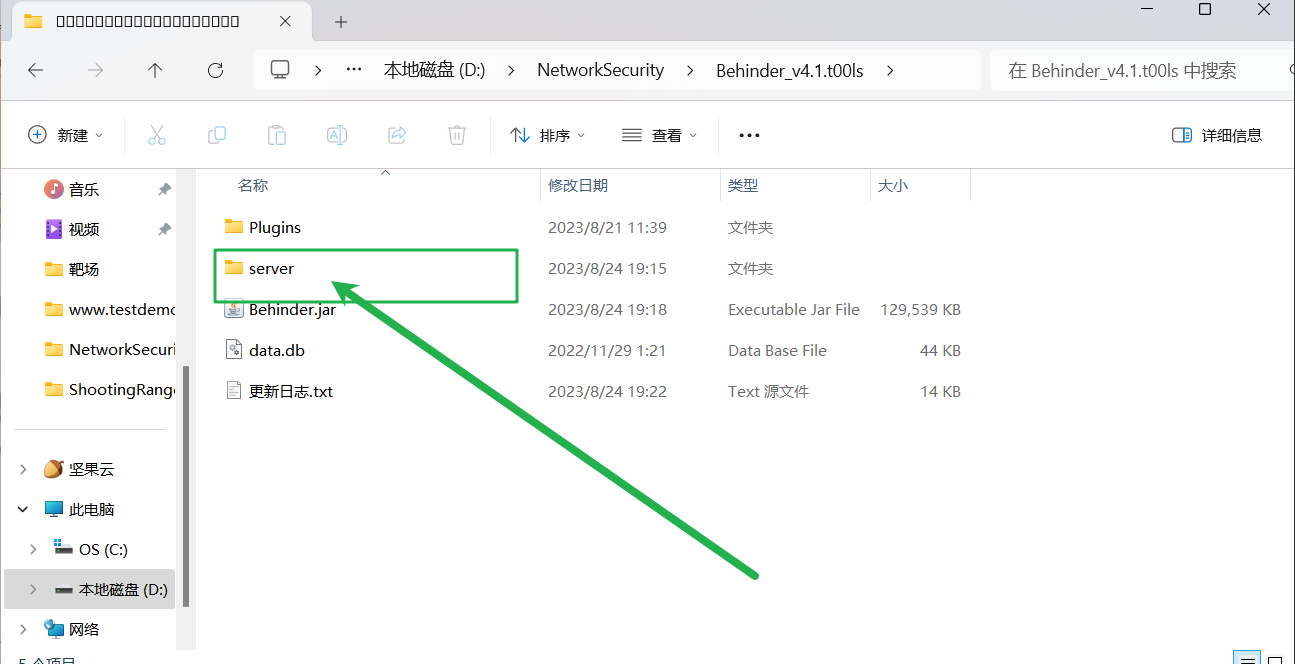 本地磁盘 (D:) NetworkSecurity Behinder_v4.1.t00ls 在 Behinder_v4.1.t00ls 中搜索
新建 排序 查看 详细信息
名称 修改日期 类型 大小
音乐
视频
靶场
www.testdemo
NetworkSecuri
ShootingRange
坚果云
此电脑
OS (C:)
本地磁盘 (D:)
网络
Plugins 2023/8/21 11:39 文件夹
server 2023/8/24 19:15 文件夹
Behinder.jar 2023/8/24 19:18 Executable Jar File 129,539 KB
data.db 2022/11/29 1:21 Data Base File 44 KB
更新日志.txt 2023/8/24 19:22 Text 源文件 14 KB
5 个项目